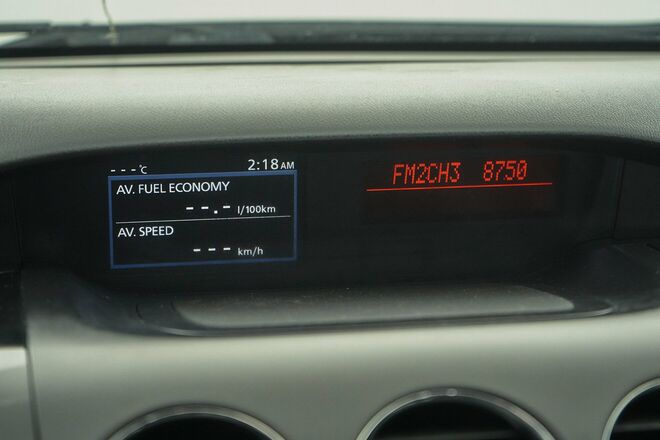 ---°C 2:18 AM
AV. FUEL ECONOMY
--.- l/100km
AV. SPEED
--- km/h
FM2CH3 8750